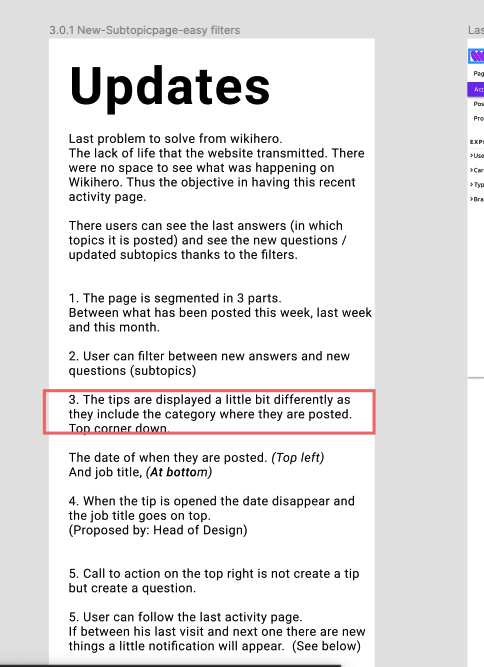 3.0.1 New-Subtopicpage-easy filters
Updates
Last problem to solve from wikihero.
The lack of life that the website transmitted. There
were no space to see what was happening on
Wikihero. Thus the objective in having this recent
activity page.
There users can see the last answers (in which
topics it is posted) and see the new questions /
updated subtopics thanks to the filters.
1. The page is segmented in 3 parts.
Between what has been posted this week, last week
and this month.
2. User can filter between new answers and new
questions (subtopics)
3. The tips are displayed a little bit differently as
they include the category where they are posted.
Top corner down.
The date of when they are posted. (Top left)
And job title, (At bottom)
4. When the tip is opened the date disappear and
the job title goes on top.
(Proposed by: Head of Design)
5. Call to action on the top right is not create a tip
but create a question.
5. User can follow the last activity page.
If between his last visit and next one there are new
things a little notification will appear.  (See below)
Las
Pag
Act
Pos
Pro
EXP
>Use
>Car
>Typ
>Bra